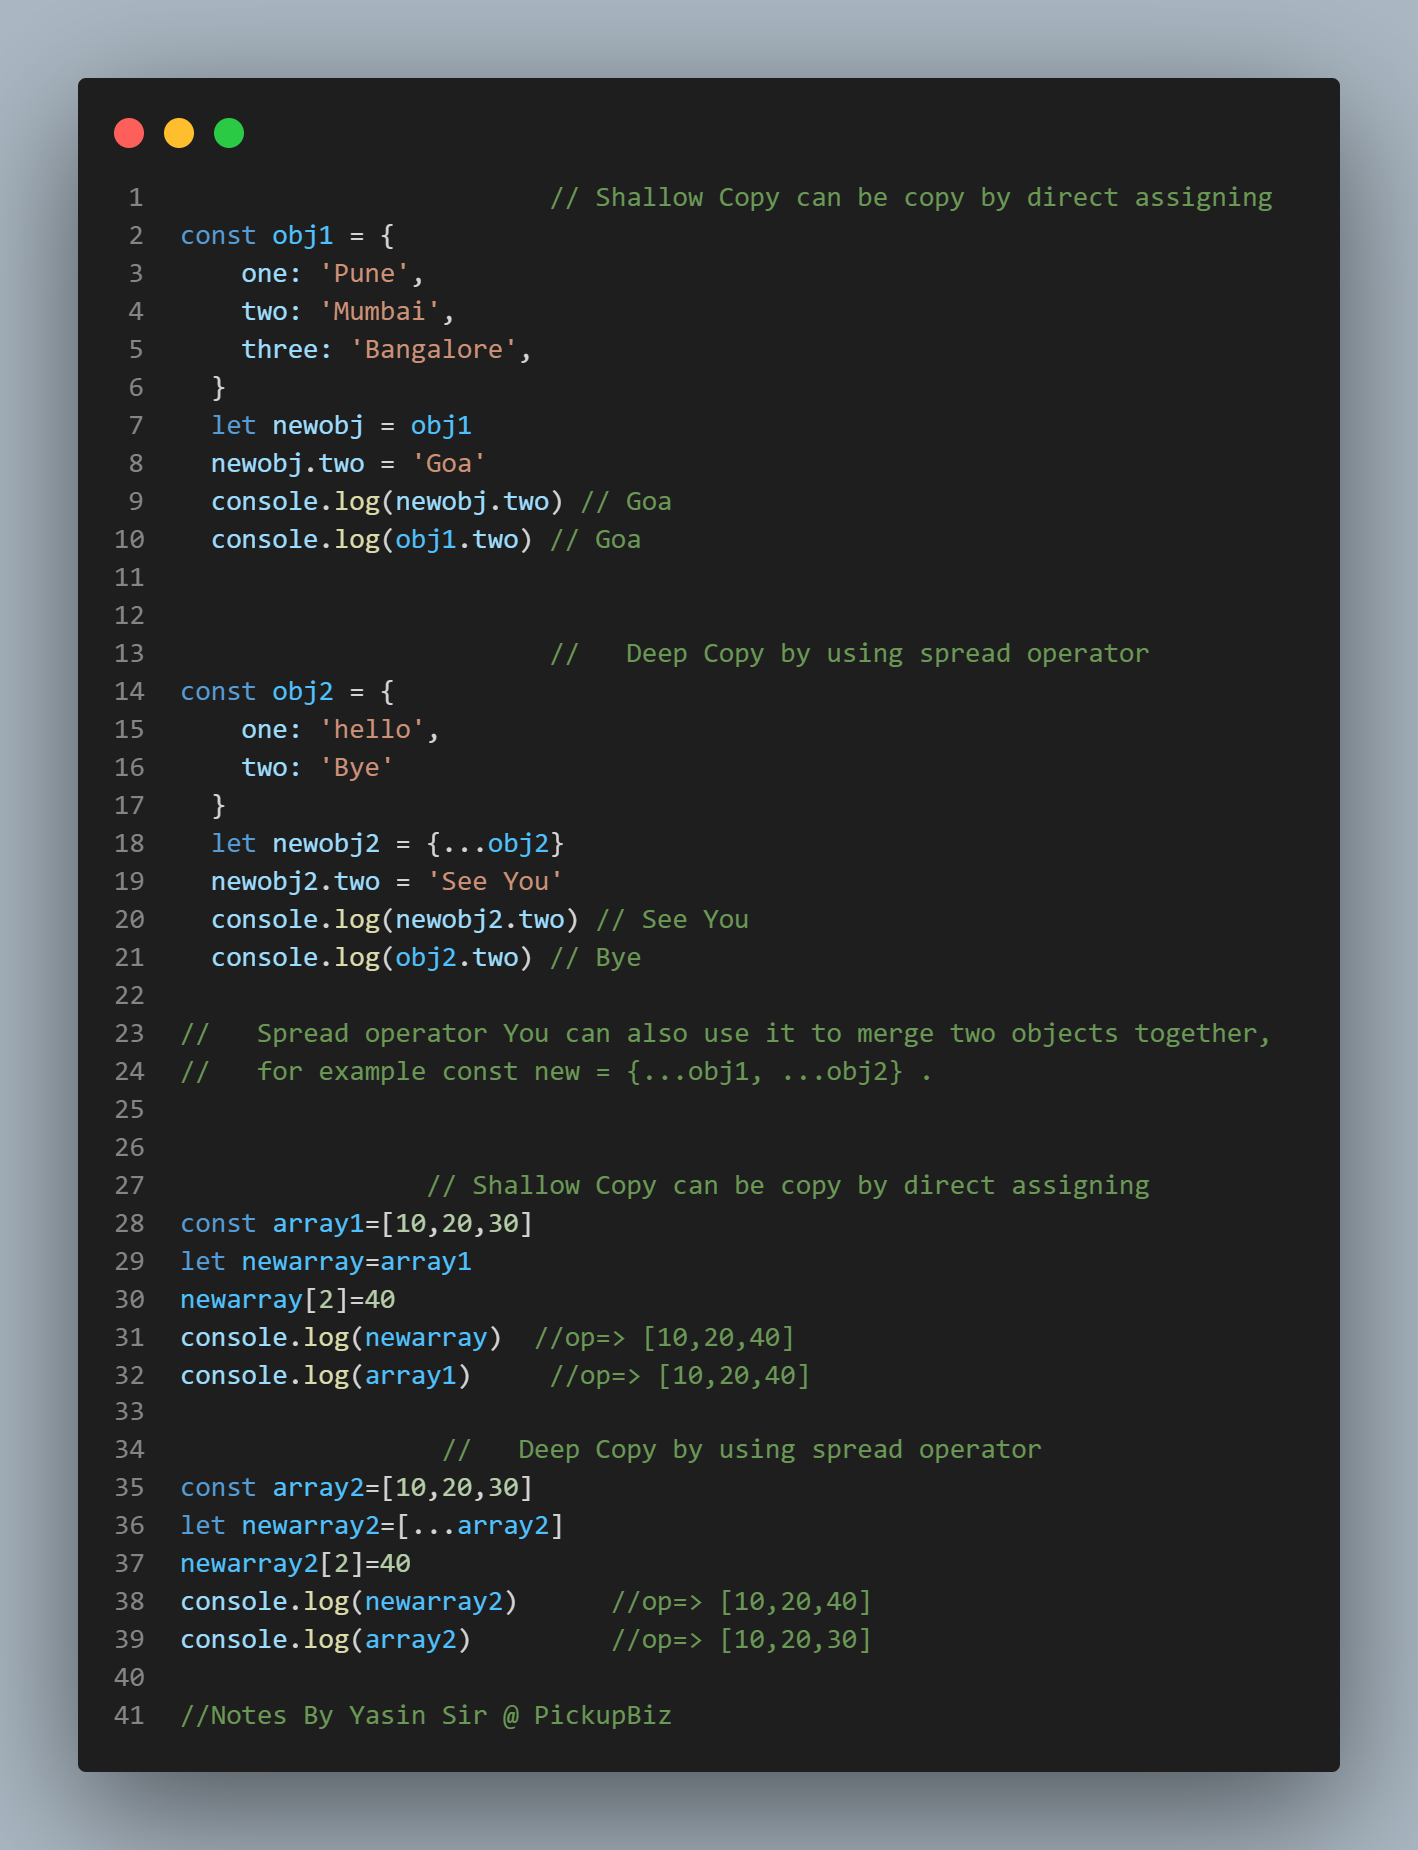 1                          // Shallow Copy can be copy by direct assigning
2  const obj1 = {
3      one: 'Pune',
4      two: 'Mumbai',
5      three: 'Bangalore',
6    }
7    let newobj = obj1
8    newobj.two = 'Goa'
9    console.log(newobj.two) // Goa
10   console.log(obj1.two) // Goa
11
12
13                         //   Deep Copy by using spread operator
14 const obj2 = {
15     one: 'hello',
16     two: 'Bye'
17   }
18   let newobj2 = {...obj2}
19   newobj2.two = 'See You'
20   console.log(newobj2.two) // See You
21   console.log(obj2.two) // Bye
22
23 //   Spread operator You can also use it to merge two objects together,
24 //   for example const new = {...obj1, ...obj2} .
25
26
27                 // Shallow Copy can be copy by direct assigning
28 const array1=[10,20,30]
29 let newarray=array1
30 newarray[2]=40
31 console.log(newarray)  //op=> [10,20,40]
32 console.log(array1)     //op=> [10,20,40]
33
34                  //   Deep Copy by using spread operator
35 const array2=[10,20,30]
36 let newarray2=[...array2]
37 newarray2[2]=40
38 console.log(newarray2)      //op=> [10,20,40]
39 console.log(array2)         //op=> [10,20,30]
40
41 //Notes By Yasin Sir @ PickupBiz